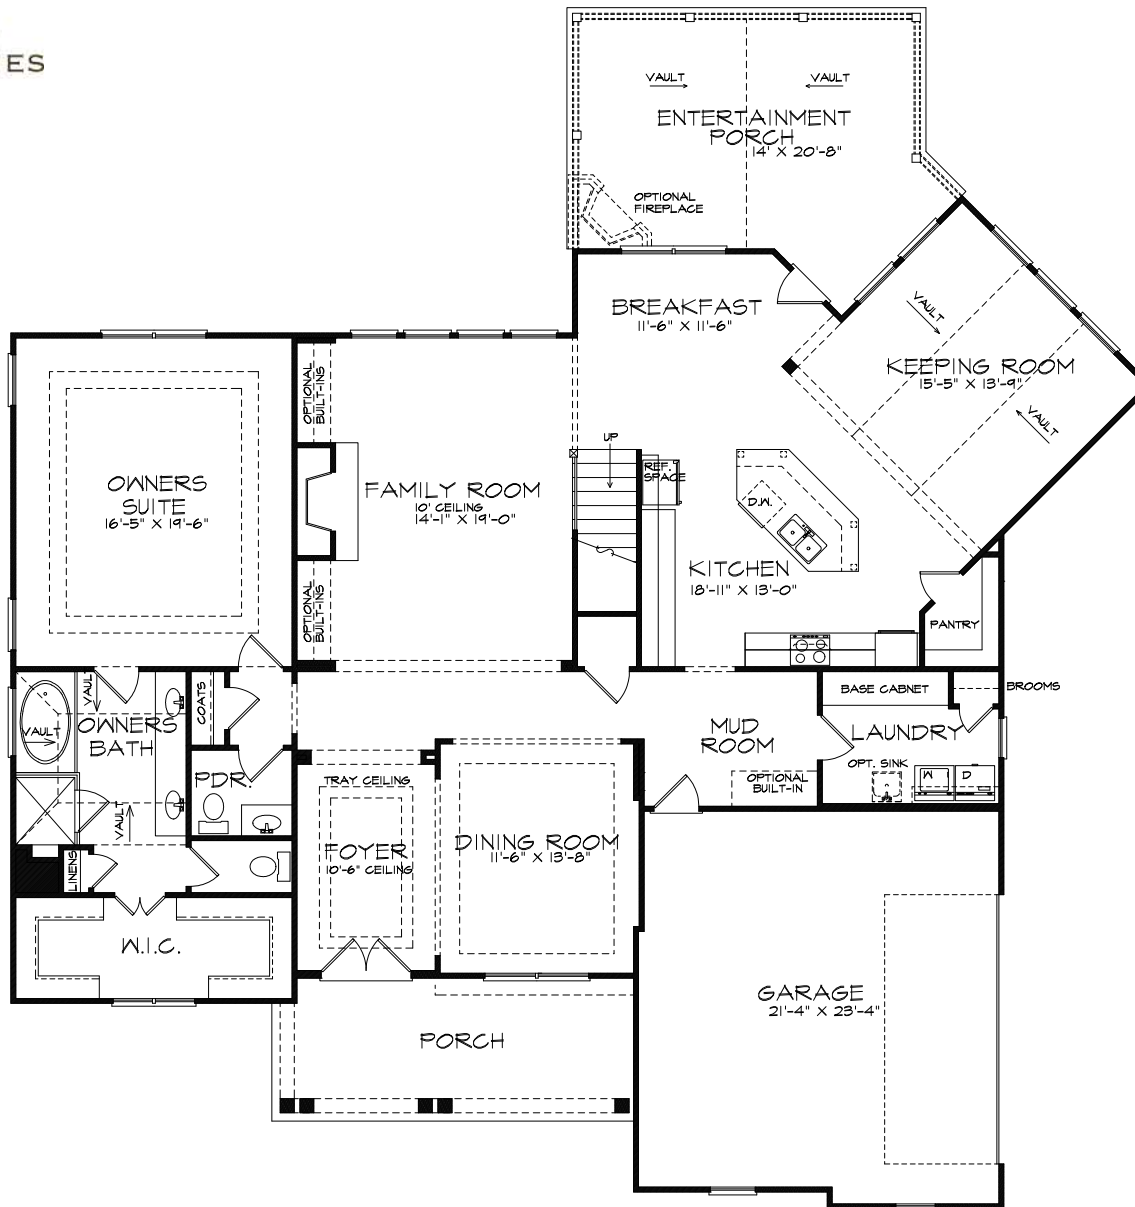 ES
VAULT
VAULT
ENTERTAINMENT
PORCH
14' X 20'-8"
OPTIONAL
FIREPLACE
BREAKFAST
11'-6" X 11'-6"
VAULT
KEEPING ROOM
15'-5" X 13'-9"
VAULT
OPTIONAL
BUILT-INS
OWNERS
SUITE
16'-5" X 19'-6"
FAMILY ROOM
10' CEILING
14'-1" X 19'-0"
UP
REF.
SPACE
D.W.
KITCHEN
18'-11" X 13'-0"
OPTIONAL
BUILT-INS
PANTRY
VAULT
VAULT
OWNERS
BATH
VAULT
COATS
PDR.
LINENS
W.I.C.
TRAY CEILING
FOYER
10'-6" CEILING
DINING ROOM
11'-6" X 13'-8"
MUD
ROOM
OPTIONAL
BUILT-IN
BASE CABNET
BROOMS
LAUNDRY
OPT. SINK
W
D
GARAGE
21'-4" X 23'-4"
PORCH